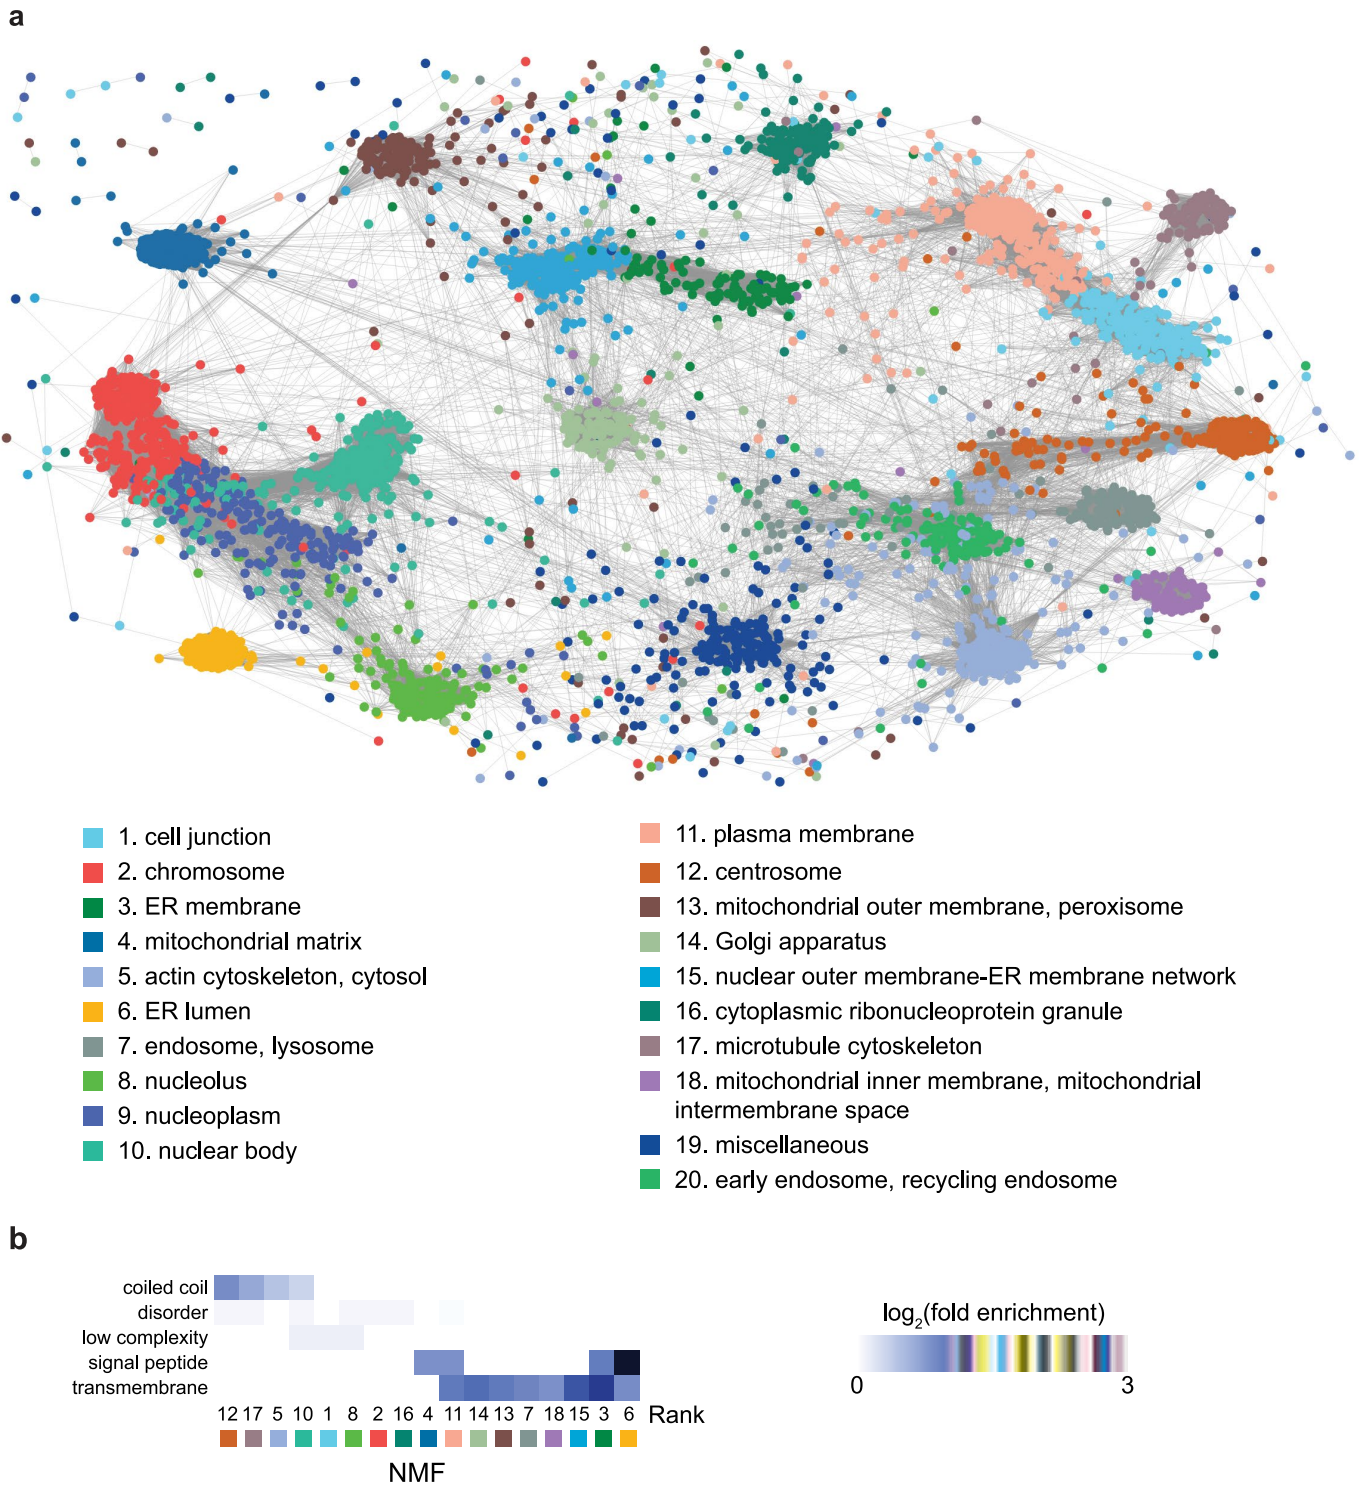 a
1. cell junction
2. chromosome
3. ER membrane
4. mitochondrial matrix
5. actin cytoskeleton, cytosol
6. ER lumen
7. endosome, lysosome
8. nucleolus
9. nucleoplasm
10. nuclear body
11. plasma membrane
12. centrosome
13. mitochondrial outer membrane, peroxisome
14. Golgi apparatus
15. nuclear outer membrane-ER membrane network
16. cytoplasmic ribonucleoprotein granule
17. microtubule cytoskeleton
18. mitochondrial inner membrane, mitochondrial
intermembrane space
19. miscellaneous
20. early endosome, recycling endosome
b
coiled coil
disorder
low complexity
signal peptide
transmembrane
12 17 5 10 1 8 2 16 4 11 14 13 7 18 15 3 6 Rank
NMF
log2(fold enrichment)
0 3